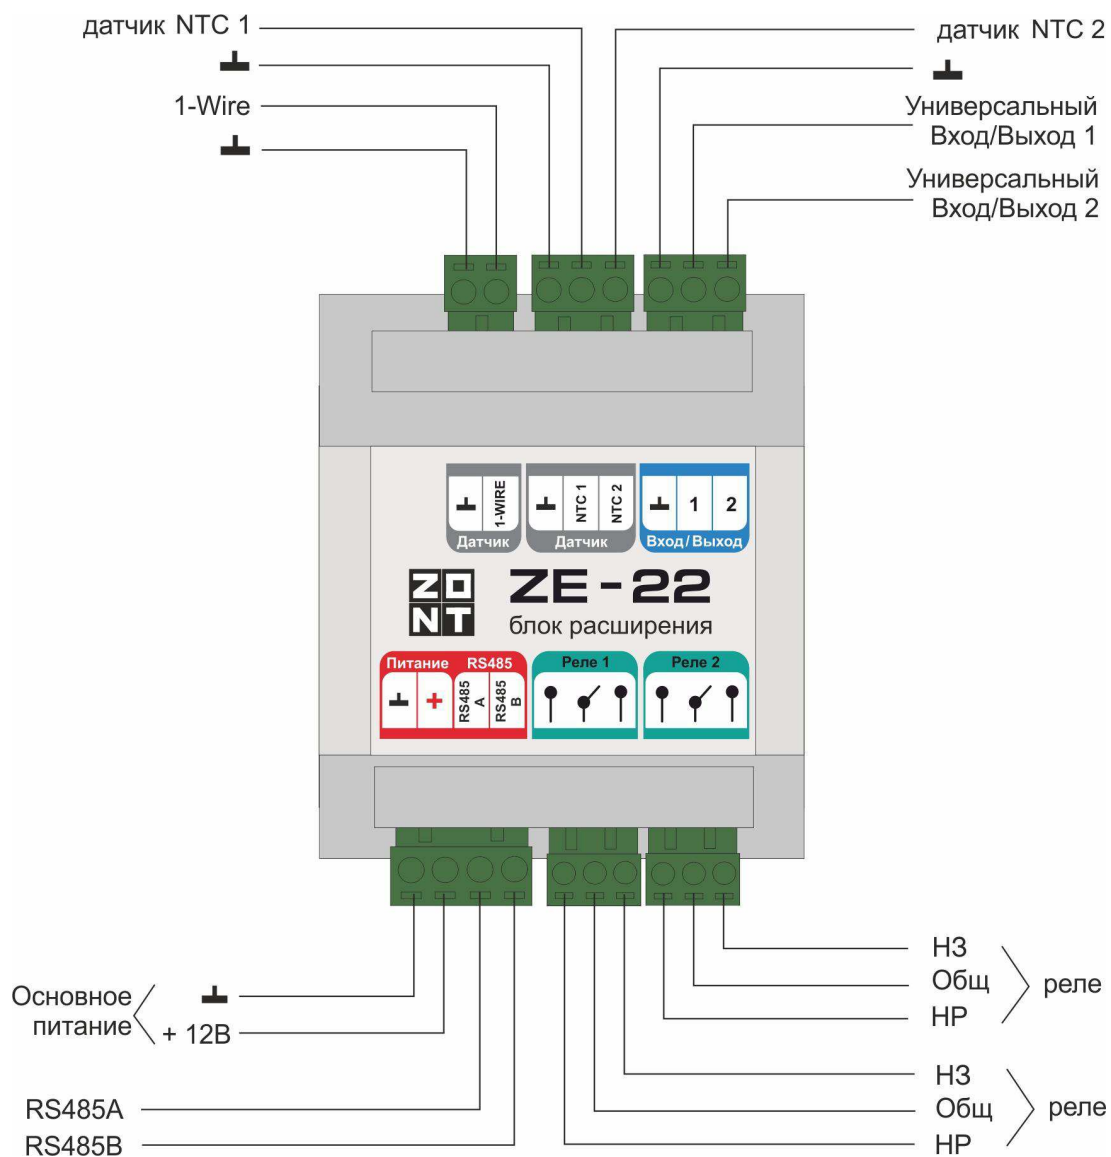 датчик NTC 1
1-Wire
датчик NTC 2
Универсальный
Вход/Выход 1
Универсальный
Вход/Выход 2
1-WIRE
Датчик
NTC 1
NTC 2
Датчик
1
2
Вход/Выход
ZONT
ZE-22
блок расширения
Питание RS485
+
RS485 A
RS485 B
Реле 1
Реле 2
Основное
питание
+ 12В
RS485A
RS485B
НЗ
Общ
НР
реле
НЗ
Общ
НР
реле